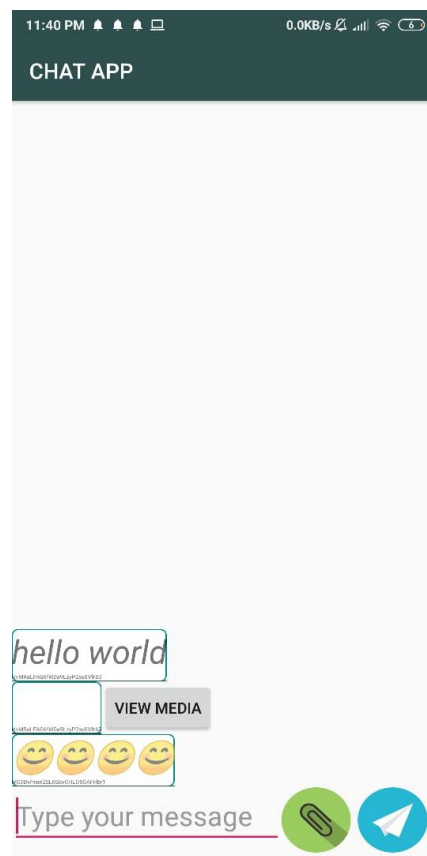 11:40 PM 0.0KB/s 6
CHAT APP
hello world
VIEW MEDIA
Type your message